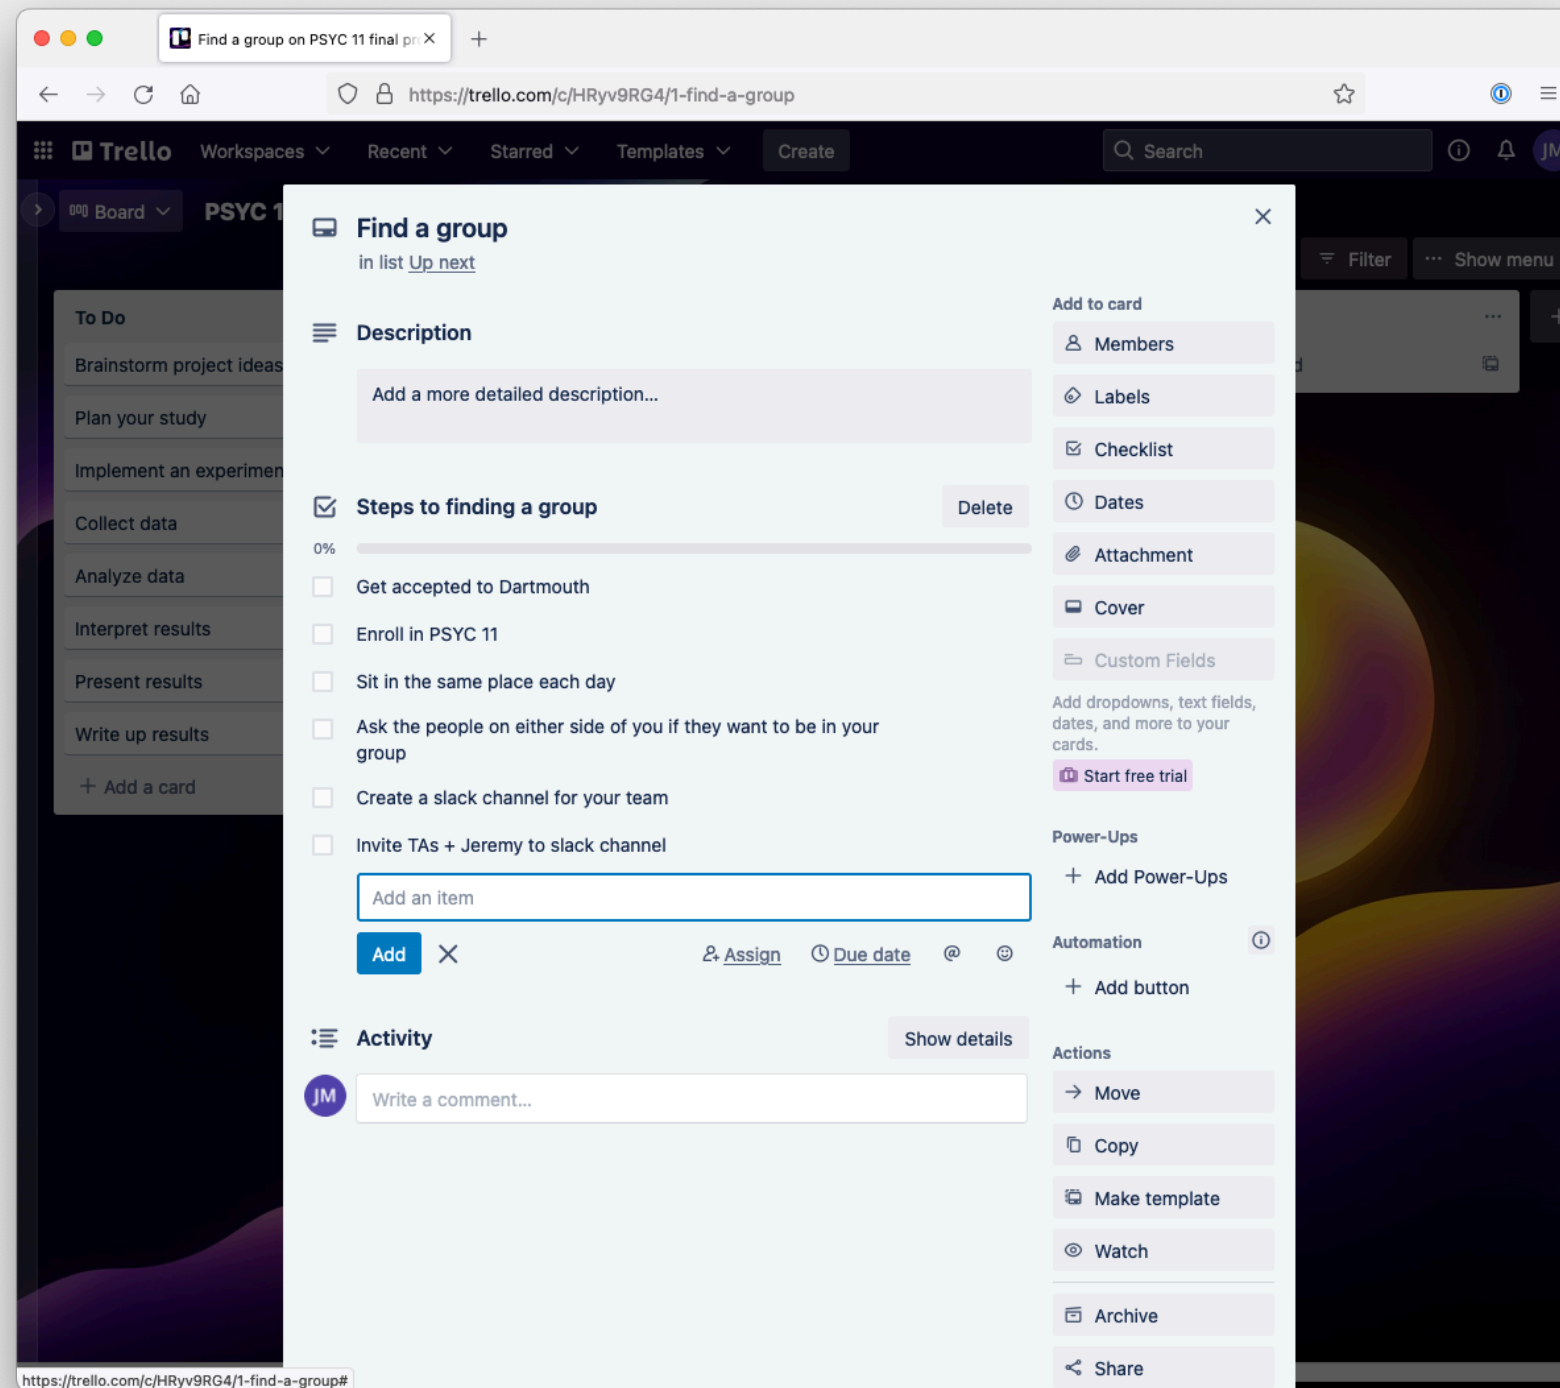 Find a group on PSYC 11 final pr
https://trello.com/c/HRyv9RG4/1-find-a-group
Trello Workspaces Recent Starred Templates Create Search JM
Board PSYC 1
Filter Show menu
To Do
Brainstorm project ideas
Plan your study
Implement an experimen
Collect data
Analyze data
Interpret results
Present results
Write up results
+ Add a card
Find a group
in list Up next
Description
Add a more detailed description...
Steps to finding a group Delete
0%
Get accepted to Dartmouth
Enroll in PSYC 11
Sit in the same place each day
Ask the people on either side of you if they want to be in your
group
Create a slack channel for your team
Invite TAs + Jeremy to slack channel
Add an item
Add Assign Due date @
Activity Show details
JM Write a comment...
Add to card
Members
Labels
Checklist
Dates
Attachment
Cover
Custom Fields
Add dropdowns, text fields,
dates, and more to your
cards.
Start free trial
Power-Ups
+ Add Power-Ups
Automation
+ Add button
Actions
Move
Copy
Make template
Watch
Archive
Share
https://trello.com/c/HRyv9RG4/1-find-a-group#